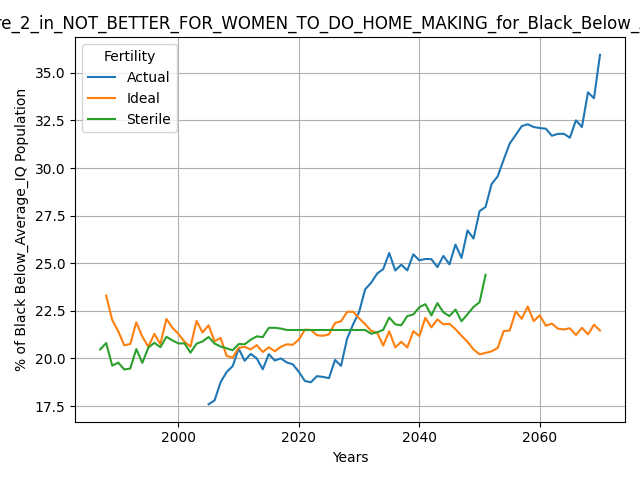 re_2_in_NOT_BETTER_FOR_WOMEN_TO_DO_HOME_MAKING_for_Black_Below_
Fertility
Actual
Ideal
Sterile
% of Black Below_Average_IQ Population
35.0
32.5
30.0
27.5
25.0
22.5
20.0
17.5
2000
2020
2040
2060
Years